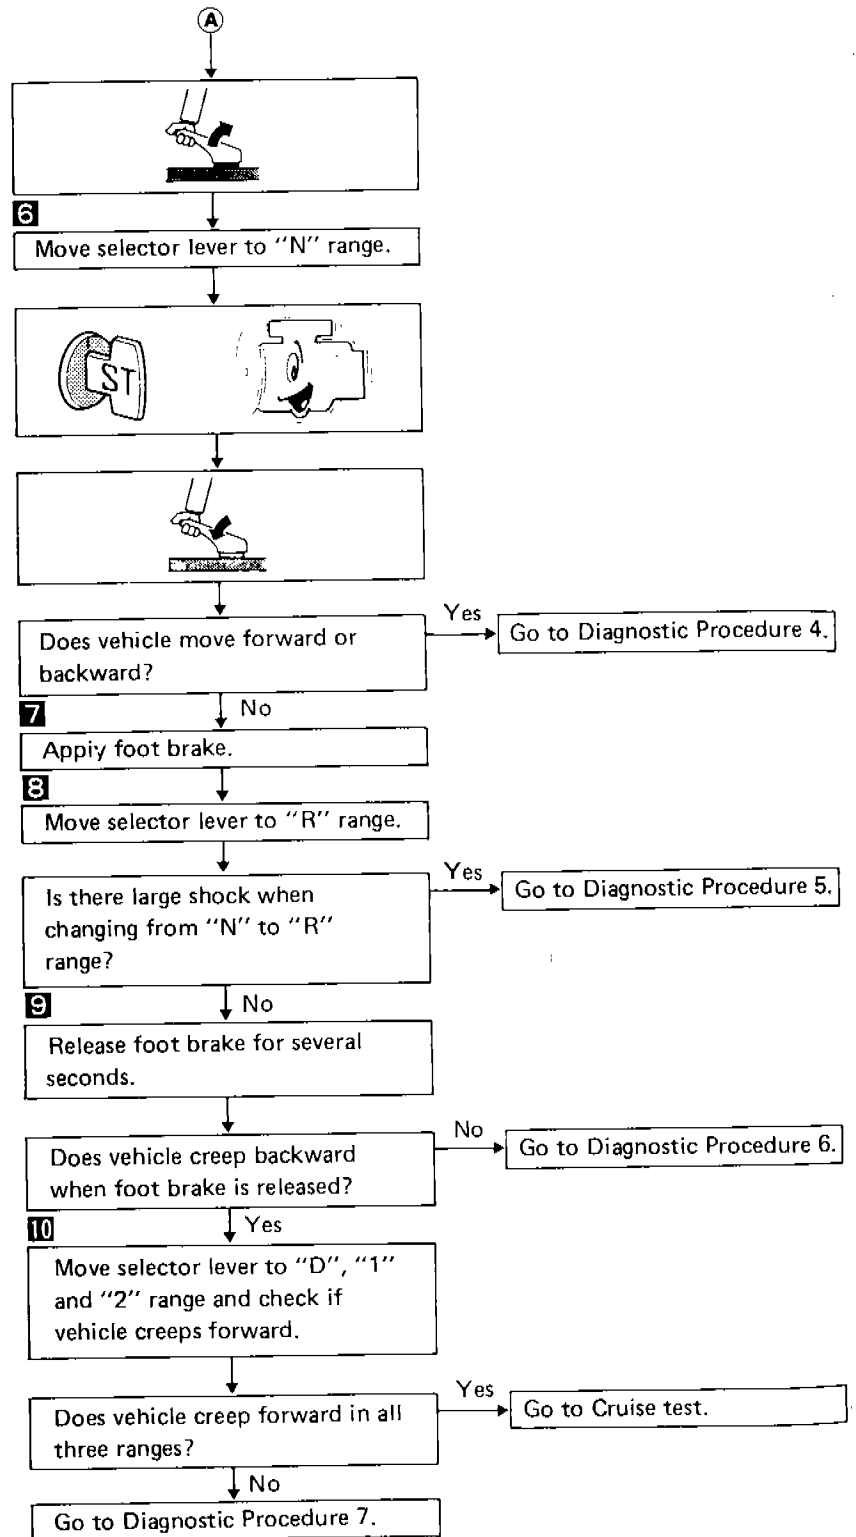 A
6
Move selector lever to “N” range.
ST
Does vehicle move forward or
backward?
Yes
Go to Diagnostic Procedure 4.
No
7
Appiy foot brake.
8
Move selector lever to “R” range.
Is there large shock when
changing from “N” to “R”
range?
Yes
Go to Diagnostic Procedure 5.
No
9
Release foot brake for several
seconds.
Does vehicle creep backward
when foot brake is released?
No
Go to Diagnostic Procedure 6.
Yes
10
Move selector lever to “D”, “1”
and “2” range and check if
vehicle creeps forward.
Does vehicle creep forward in all
three ranges?
Yes
Go to Cruise test.
No
Go to Diagnostic Procedure 7.